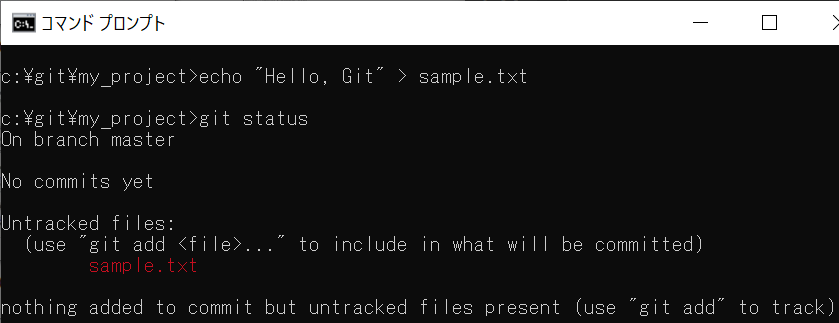 コマンド プロンプト
c:¥git¥my_project>echo "Hello, Git" > sample.txt
c:¥git¥my_project>git status
On branch master
No commits yet
Untracked files:
  (use "git add <file>..." to include in what will be committed)
        sample.txt
nothing added to commit but untracked files present (use "git add" to track)